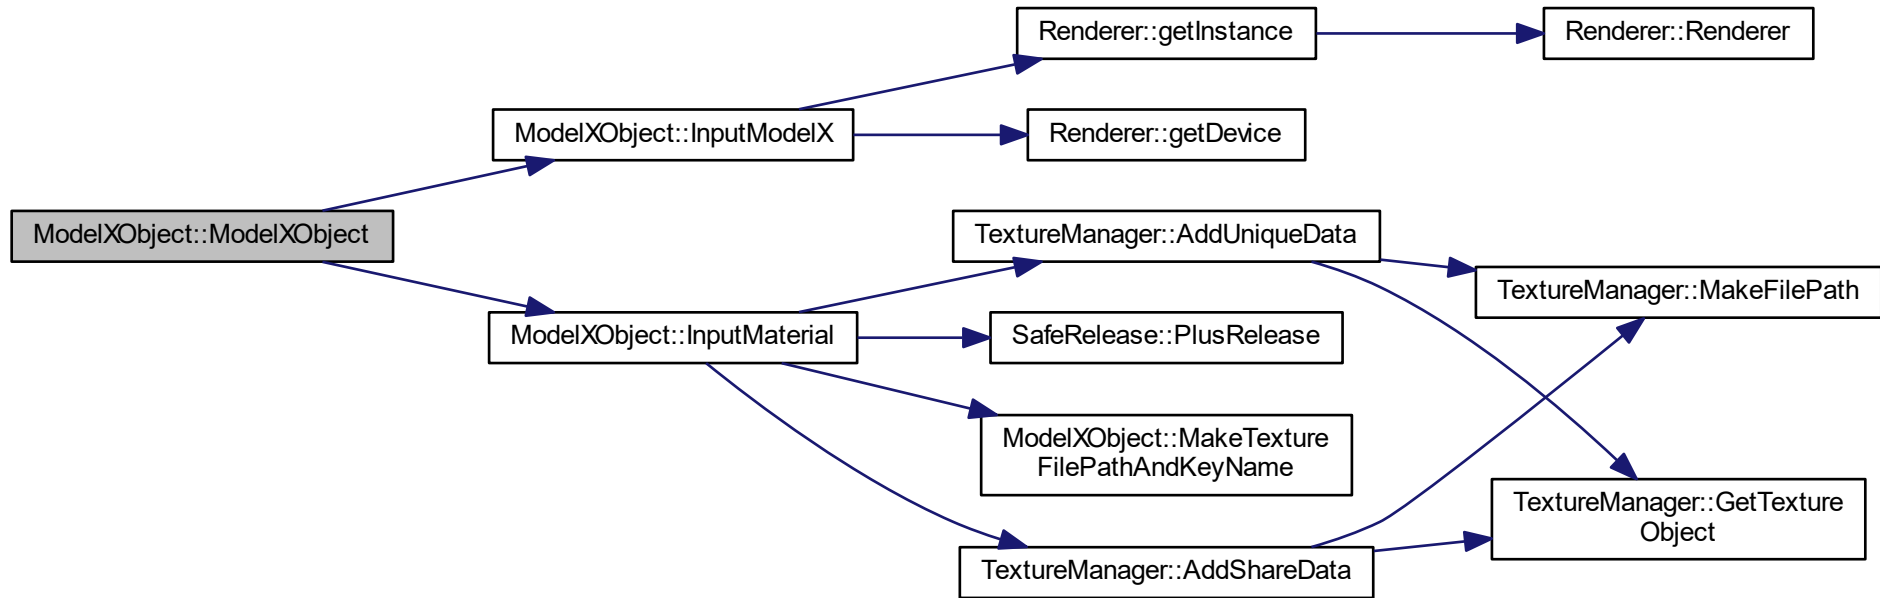 Renderer::getInstance
Renderer::Renderer
ModelXObject::InputModelX
Renderer::getDevice
ModelXObject::ModelXObject
TextureManager::AddUniqueData
TextureManager::MakeFilePath
ModelXObject::InputMaterial
SafeRelease::PlusRelease
ModelXObject::MakeTexture
FilePathAndKeyName
TextureManager::GetTexture
Object
TextureManager::AddShareData